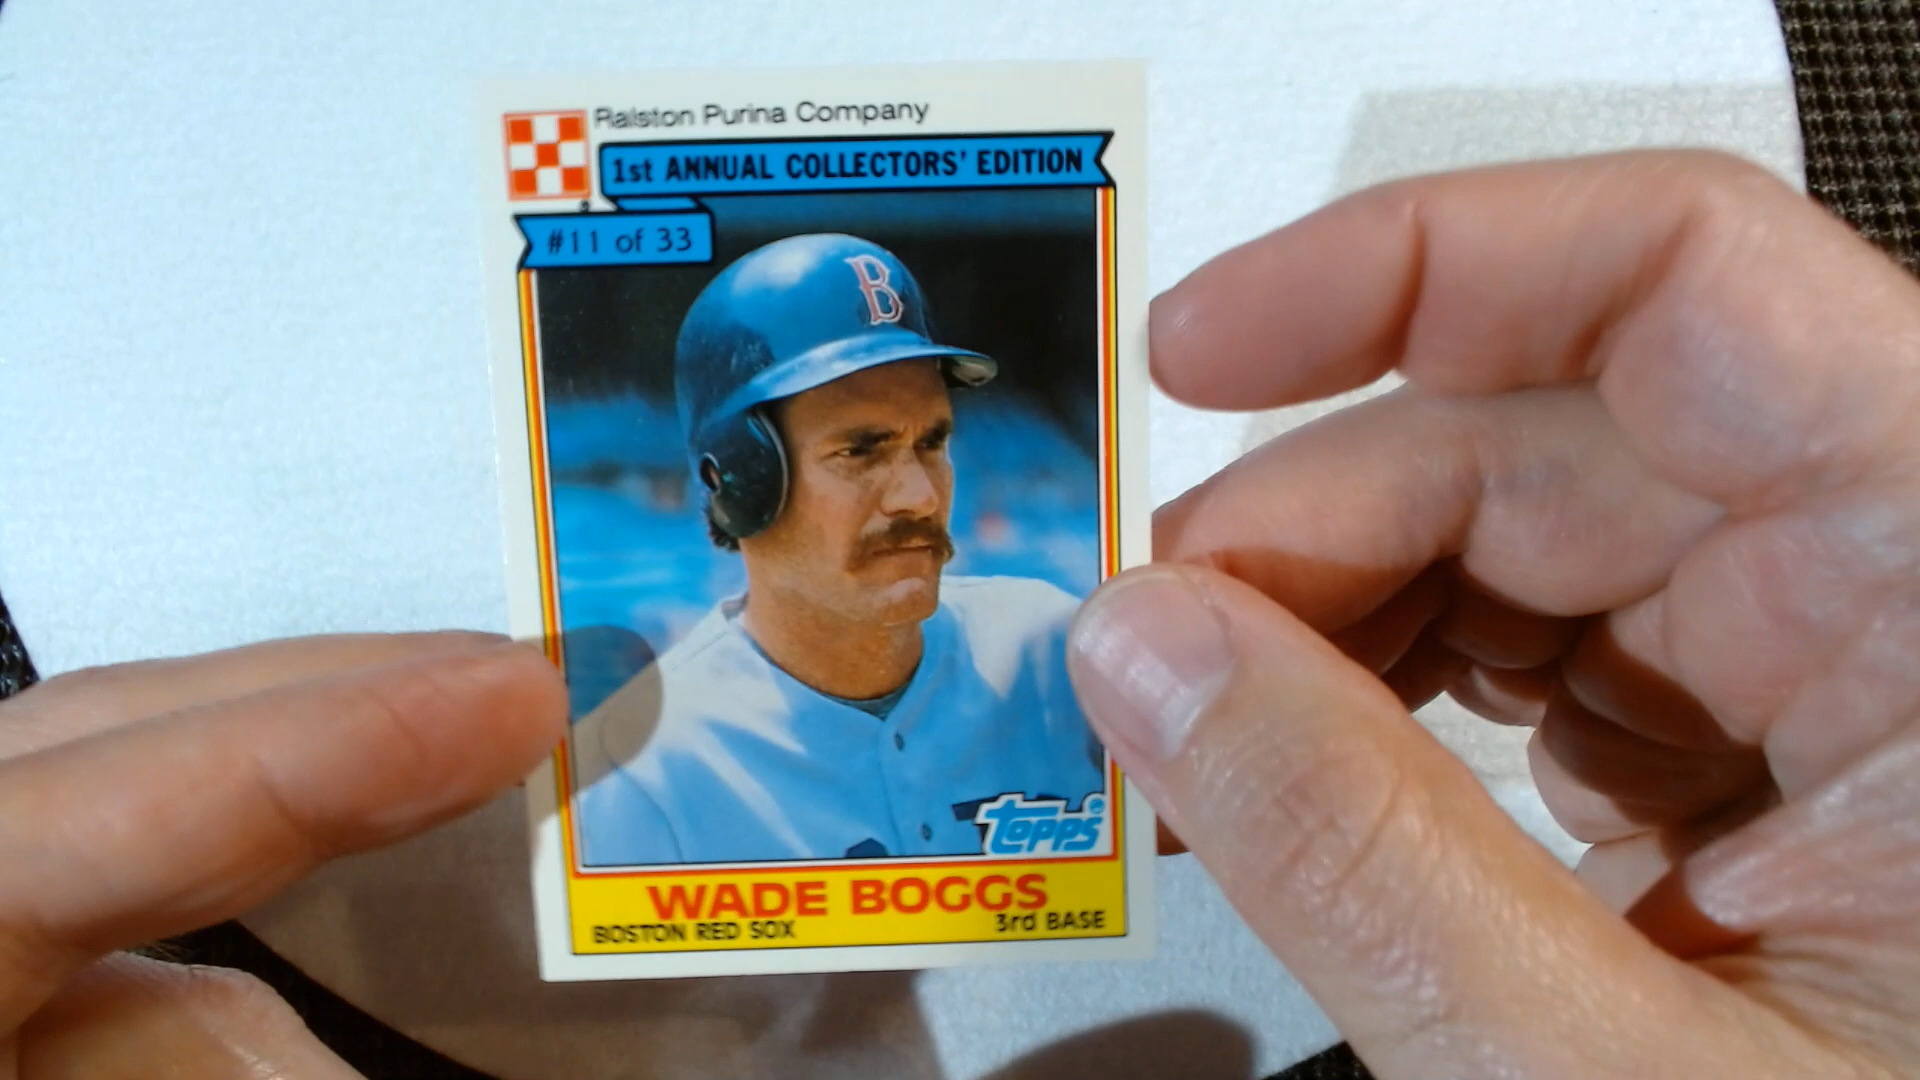 Ralston Purina Company
1st ANNUAL COLLECTORS' EDITION
#11 of 33
B
topps
WADE BOGGS
BOSTON RED SOX
3rd BASE